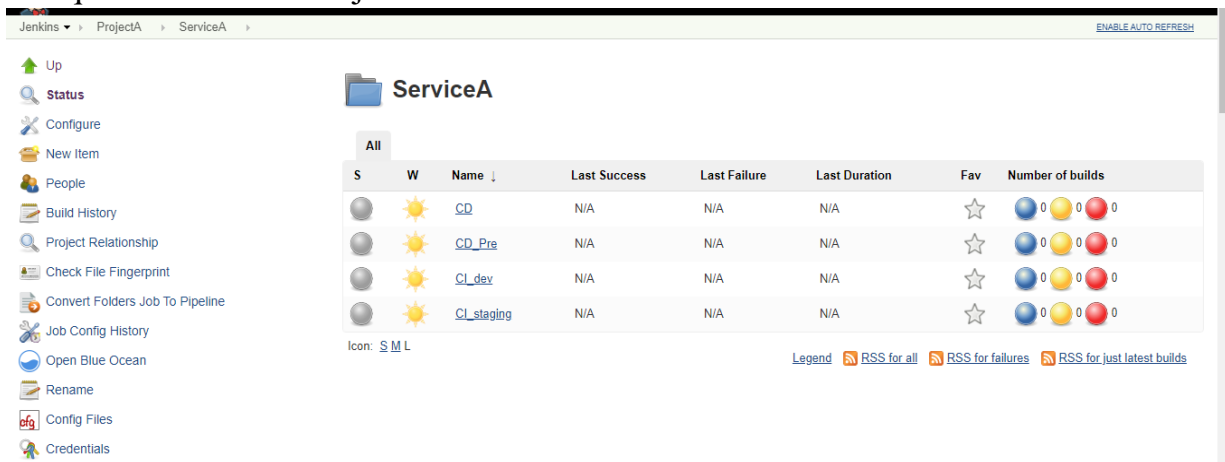 Jenkins ProjectA ServiceA ENABLE AUTO REFRESH
Up
Status
Configure
New Item
People
Build History
Project Relationship
Check File Fingerprint
Convert Folders Job To Pipeline
Job Config History
Open Blue Ocean
Rename
cfg Config Files
Credentials
ServiceA
All
S W Name ↓ Last Success Last Failure Last Duration Fav Number of builds
CD N/A N/A N/A 0 0 0
CD_Pre N/A N/A N/A 0 0 0
CI_dev N/A N/A N/A 0 0 0
CI_staging N/A N/A N/A 0 0 0
Icon: S M L
Legend RSS for all RSS for failures RSS for just latest builds